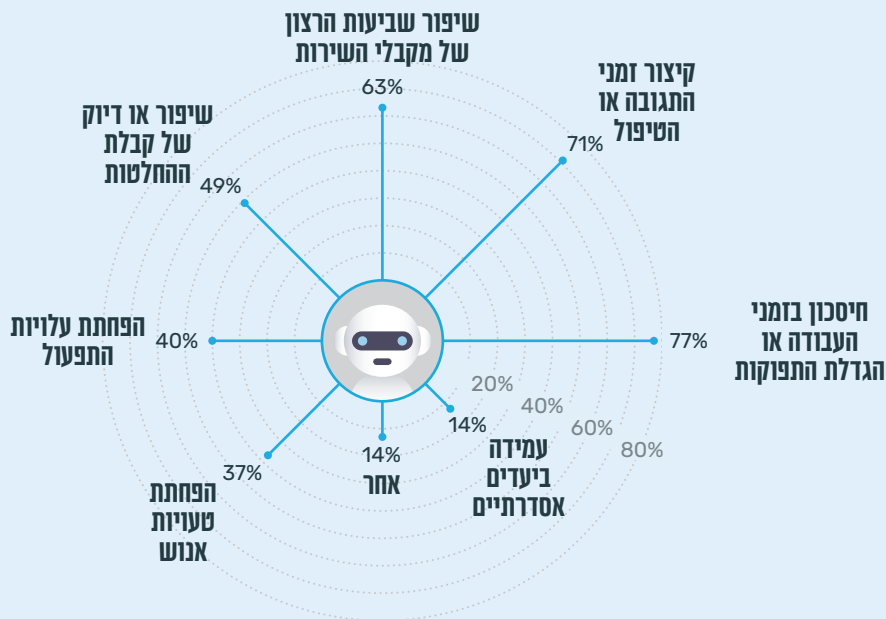 שיפור שביעות הרצון
של מקבלי השירות
63%
קיצור זמני
התגובה או
הטיפול
71%
חיסכון בזמני
העבודה או
הגדלת התפוקות
77%
20%
40%
60%
80%
עמידה
ביעדים
אסדרתיים
14%
14%
אחר
37%
הפחתת
טעויות
אנוש
הפחתת עלויות
התפעול
40%
שיפור או דיוק
של קבלת
ההחלטות
49%